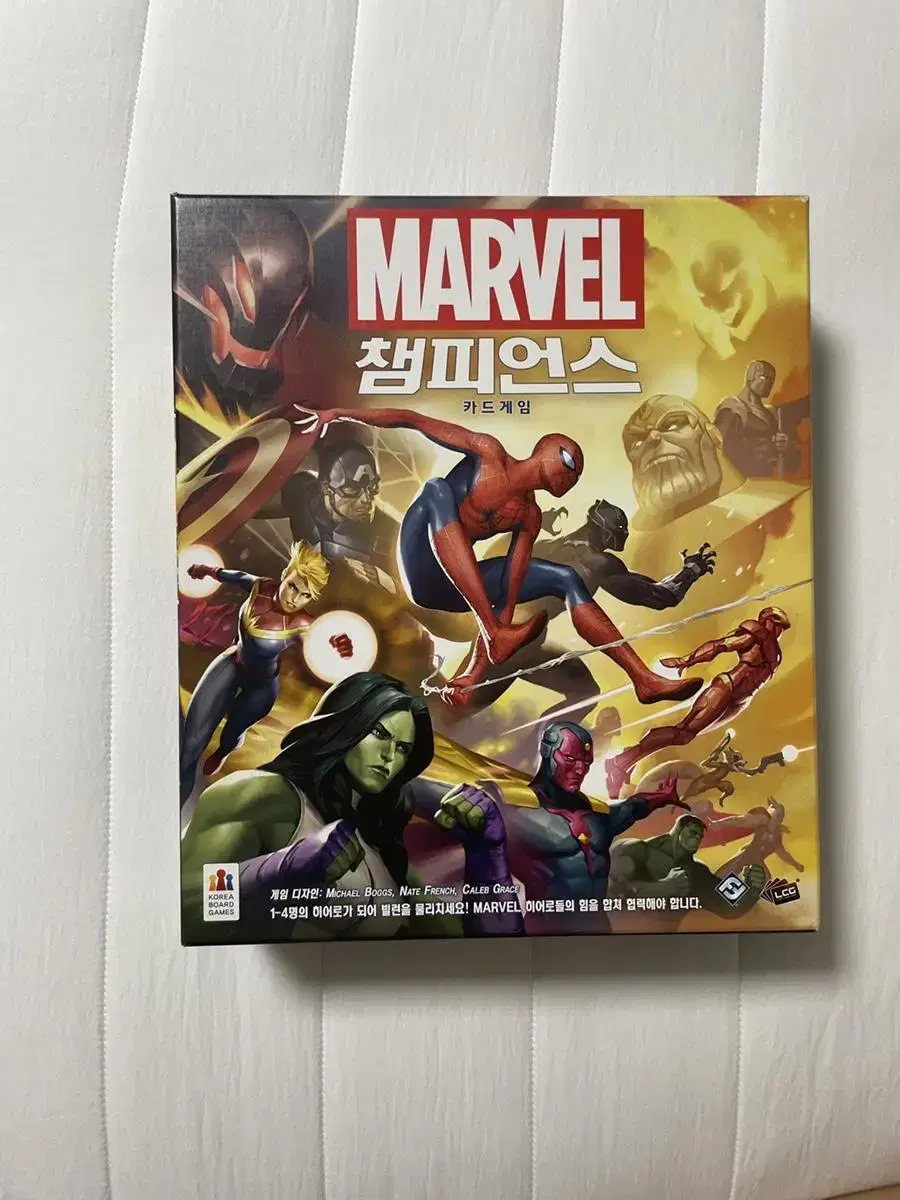 MARVEL
챔피언스
카드게임
게임 디자인: MICHAEL BOGGS, NATE FRENCH, CALEB GRACE
1-4명의 히어로가 되어 빌런을 물리치세요! MARVEL 히어로들의 힘을 합쳐 협력해야 합니다.
KOREA
BOARD
GAMES
LCG